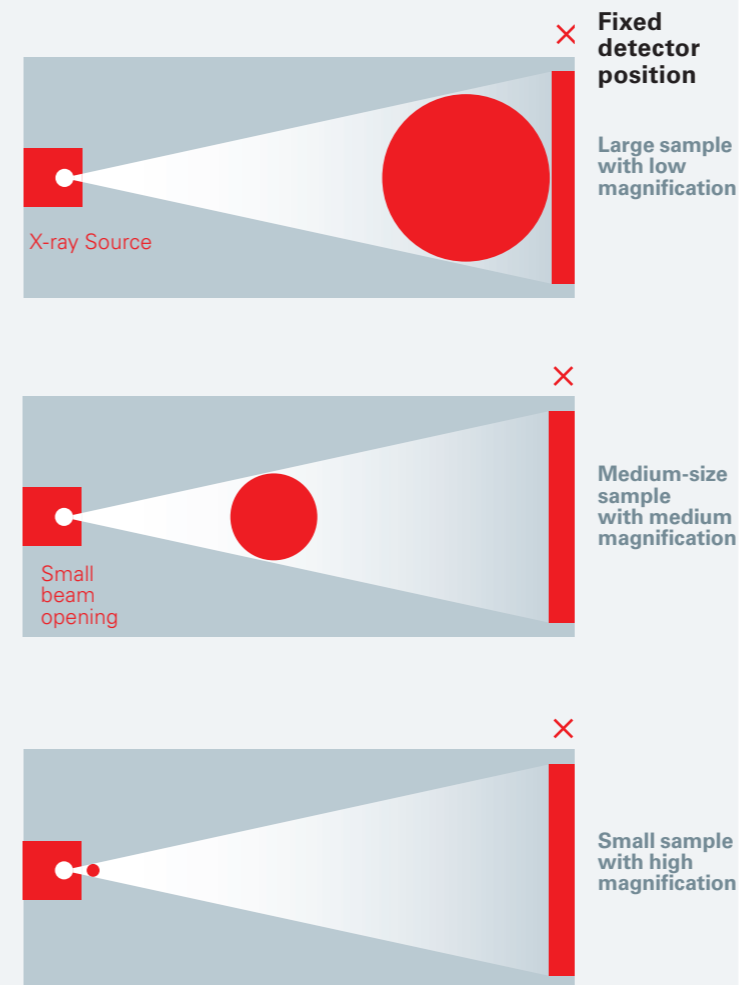 Fixed
detector
position
Large sample
with low
magnification
X-ray Source
Medium-size
sample
with medium
magnification
Small
beam
opening
Small sample
with high
magnification